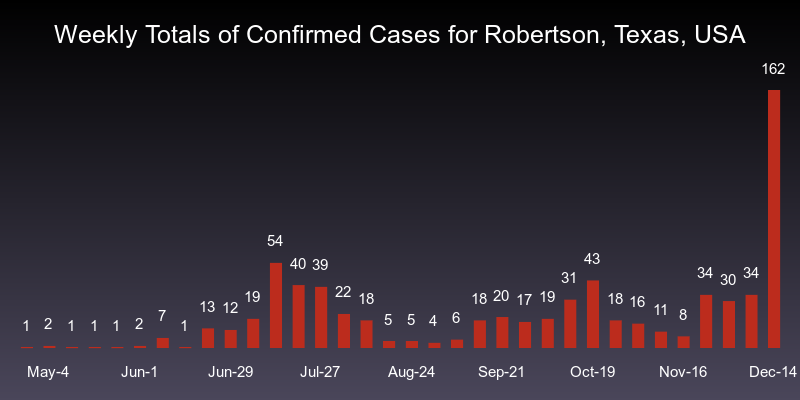 Weekly Totals of Confirmed Cases for Robertson, Texas, USA
1 2 1 1 1 2 7 1 13 12 19 54 40 39 22 18 5 5 4 6 18 20 17 19 31 43 18 16 11 8 34 30 34 162
May-4 Jun-1 Jun-29 Jul-27 Aug-24 Sep-21 Oct-19 Nov-16 Dec-14